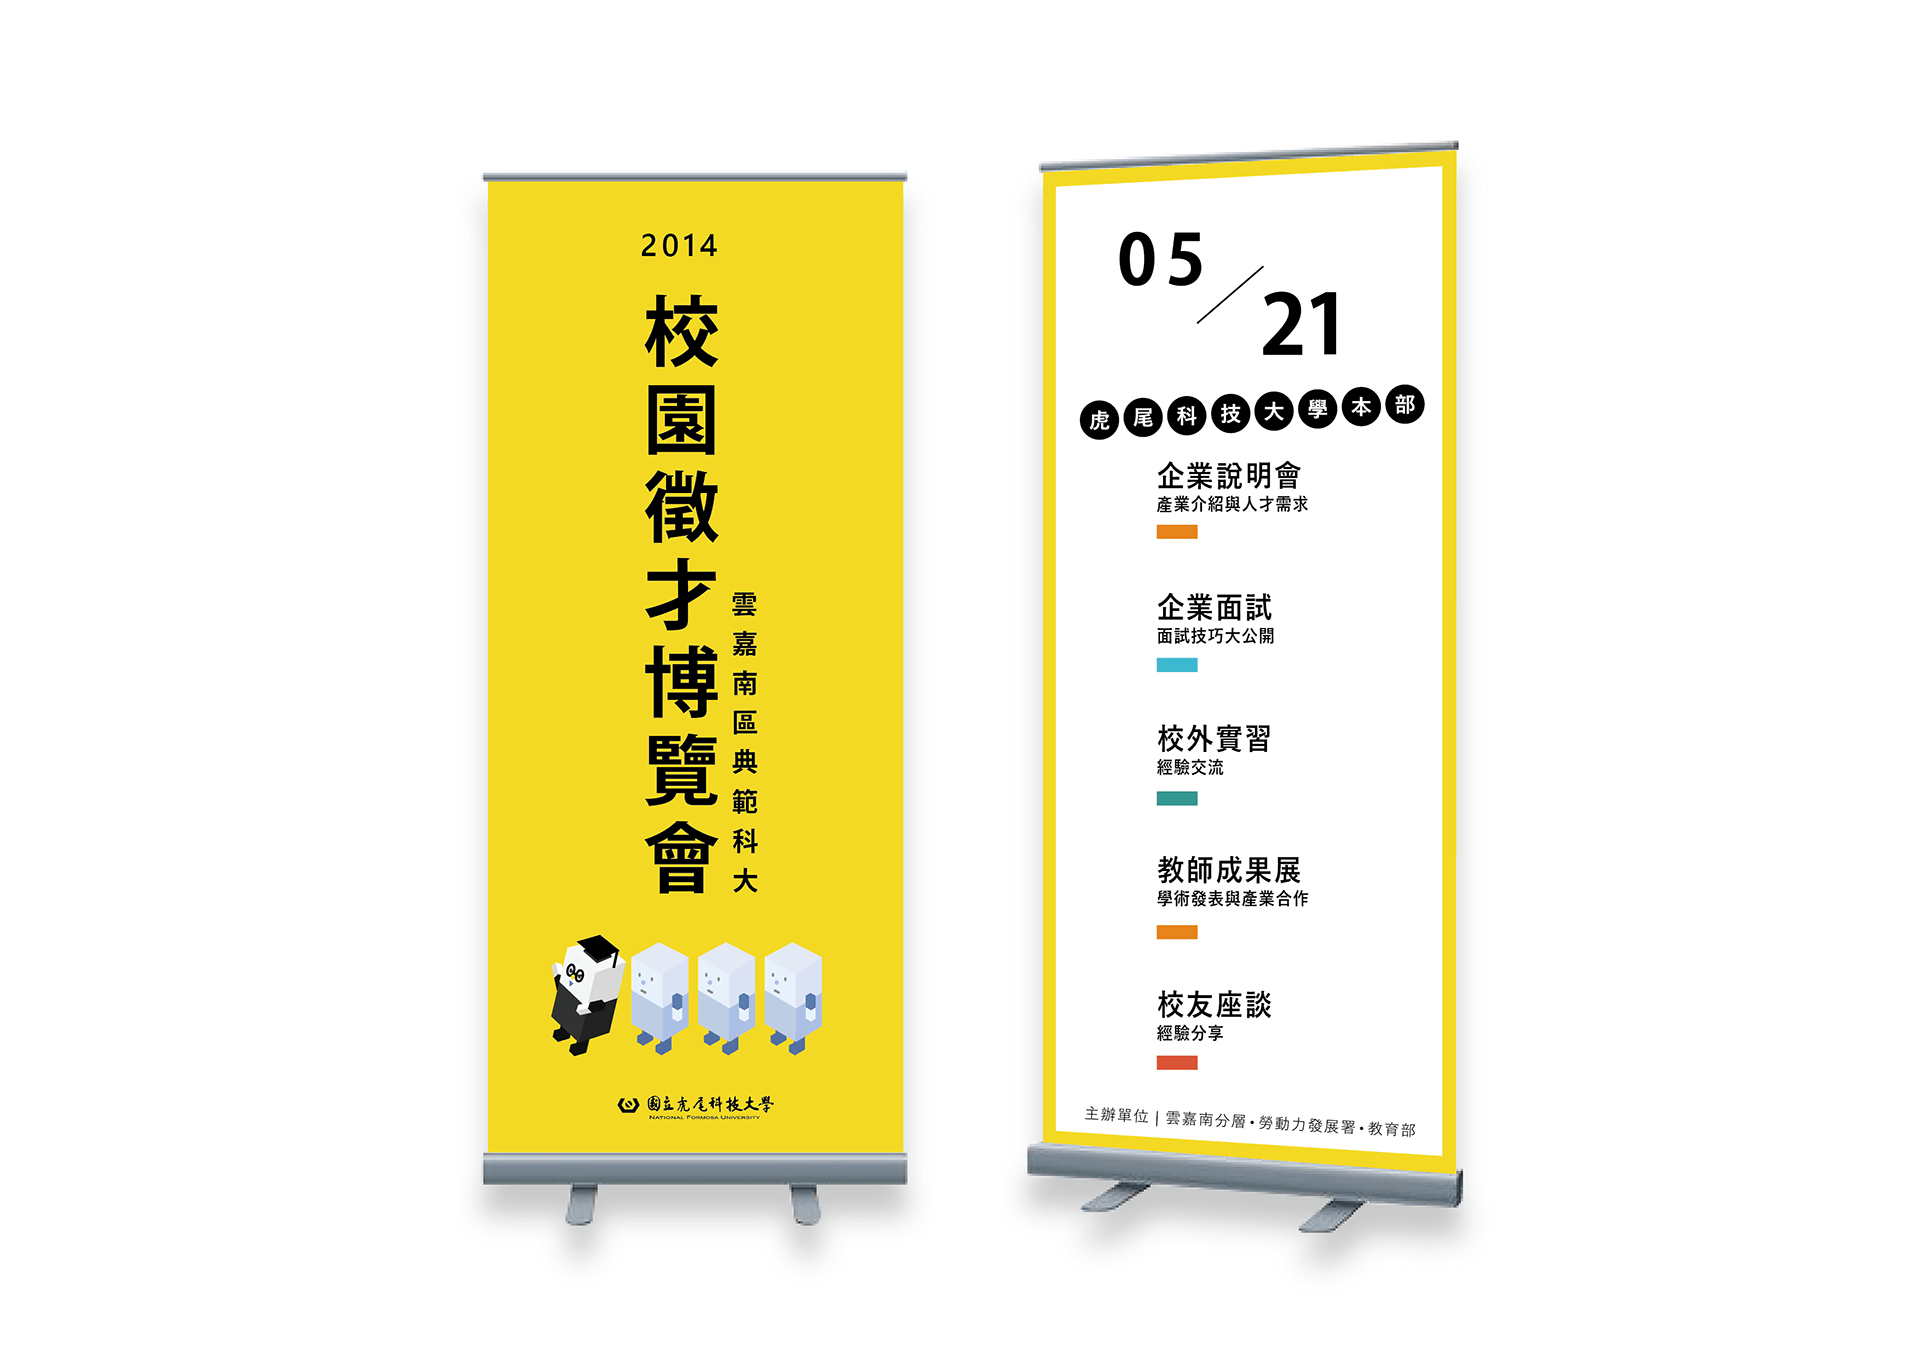 2014
校園徵才博覽會
雲嘉南區典範科大
國立虎尾科技大學
NATIONAL FORMOSA UNIVERSITY
05/21
虎尾科技大學本部
企業說明會
產業介紹與人才需求
企業面試
面試技巧大公開
校外實習
經驗交流
教師成果展
學術發表與產業合作
校友座談
經驗分享
主辦單位|雲嘉南分層•勞動力發展署•教育部